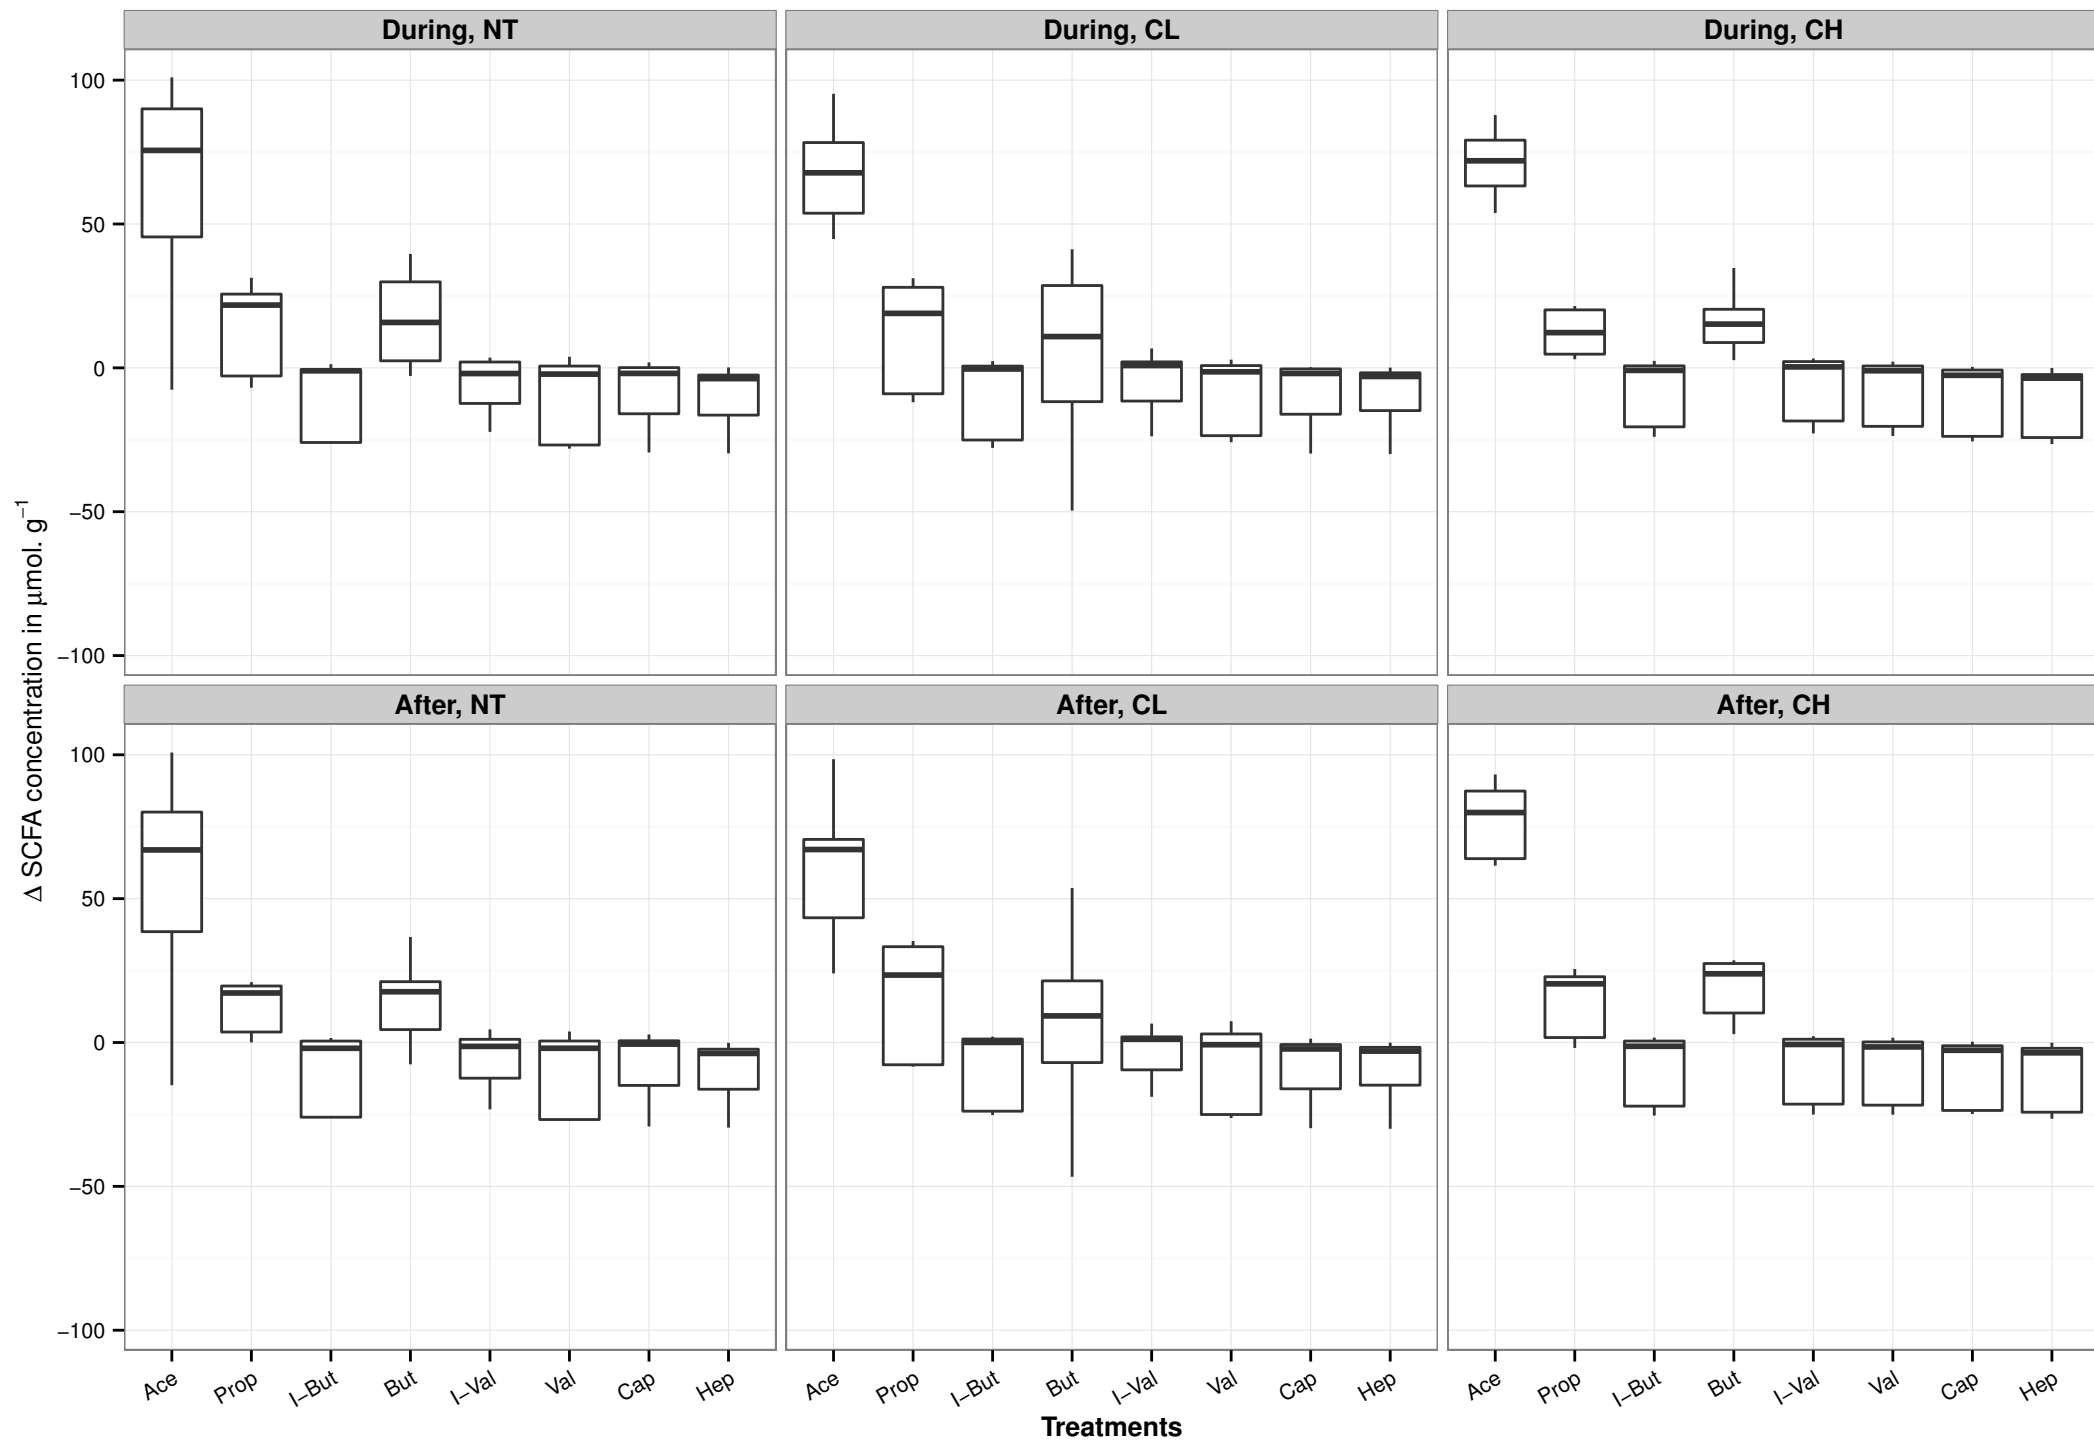 During, NT
During, CL
During, CH
100
50
0
−50
−100
After, NT
After, CL
After, CH
100
50
0
−50
−100
Δ SCFA concentration in μmol. g⁻¹
Ace Prop I−But But I−Val Val Cap Hep
Ace Prop I−But But I−Val Val Cap Hep
Ace Prop I−But But I−Val Val Cap Hep
Treatments